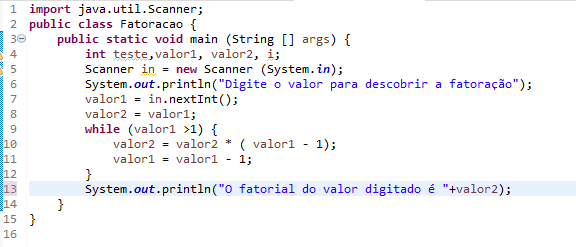 1 import java.util.Scanner;
2 public class Fatoracao {
3 public static void main (String [] args) {
4 int teste,valor1, valor2, i;
5 Scanner in = new Scanner (System.in);
6 System.out.println("Digite o valor para descobrir a fatoração");
7 valor1 = in.nextInt();
8 valor2 = valor1;
9 while (valor1 >1) {
10 valor2 = valor2 * ( valor1 - 1);
11 valor1 = valor1 - 1;
12 }
13 System.out.println("O fatorial do valor digitado é "+valor2);
14 }
15 }
16